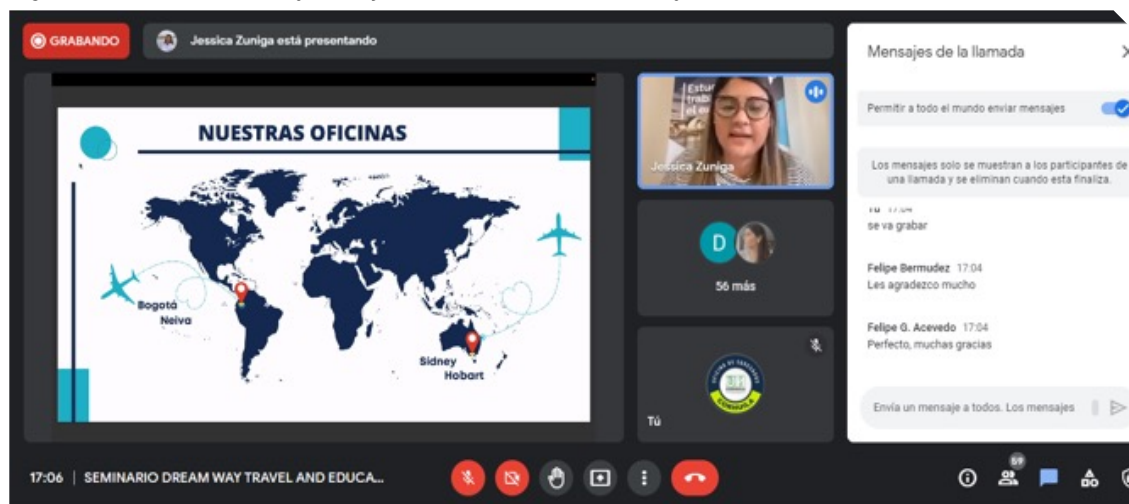 GRABANDO
Jessica Zuniga está presentando
NUESTRAS OFICINAS
Bogotá
Neiva
Sidney
Hobart
Jessica Zuniga
D
56 más
Tú
CORHUILA
Mensajes de la llamada
Permitir a todo el mundo enviar mensajes
Los mensajes solo se muestran a los participantes de
una llamada y se eliminan cuando esta finaliza.
Tú 17:04
se va grabar
Felipe Bermudez 17:04
Les agradezco mucho
Felipe G. Acevedo 17:04
Perfecto, muchas gracias
Envía un mensaje a todos. Los mensajes
17:06 | SEMINARIO DREAM WAY TRAVEL AND EDUCA...
59